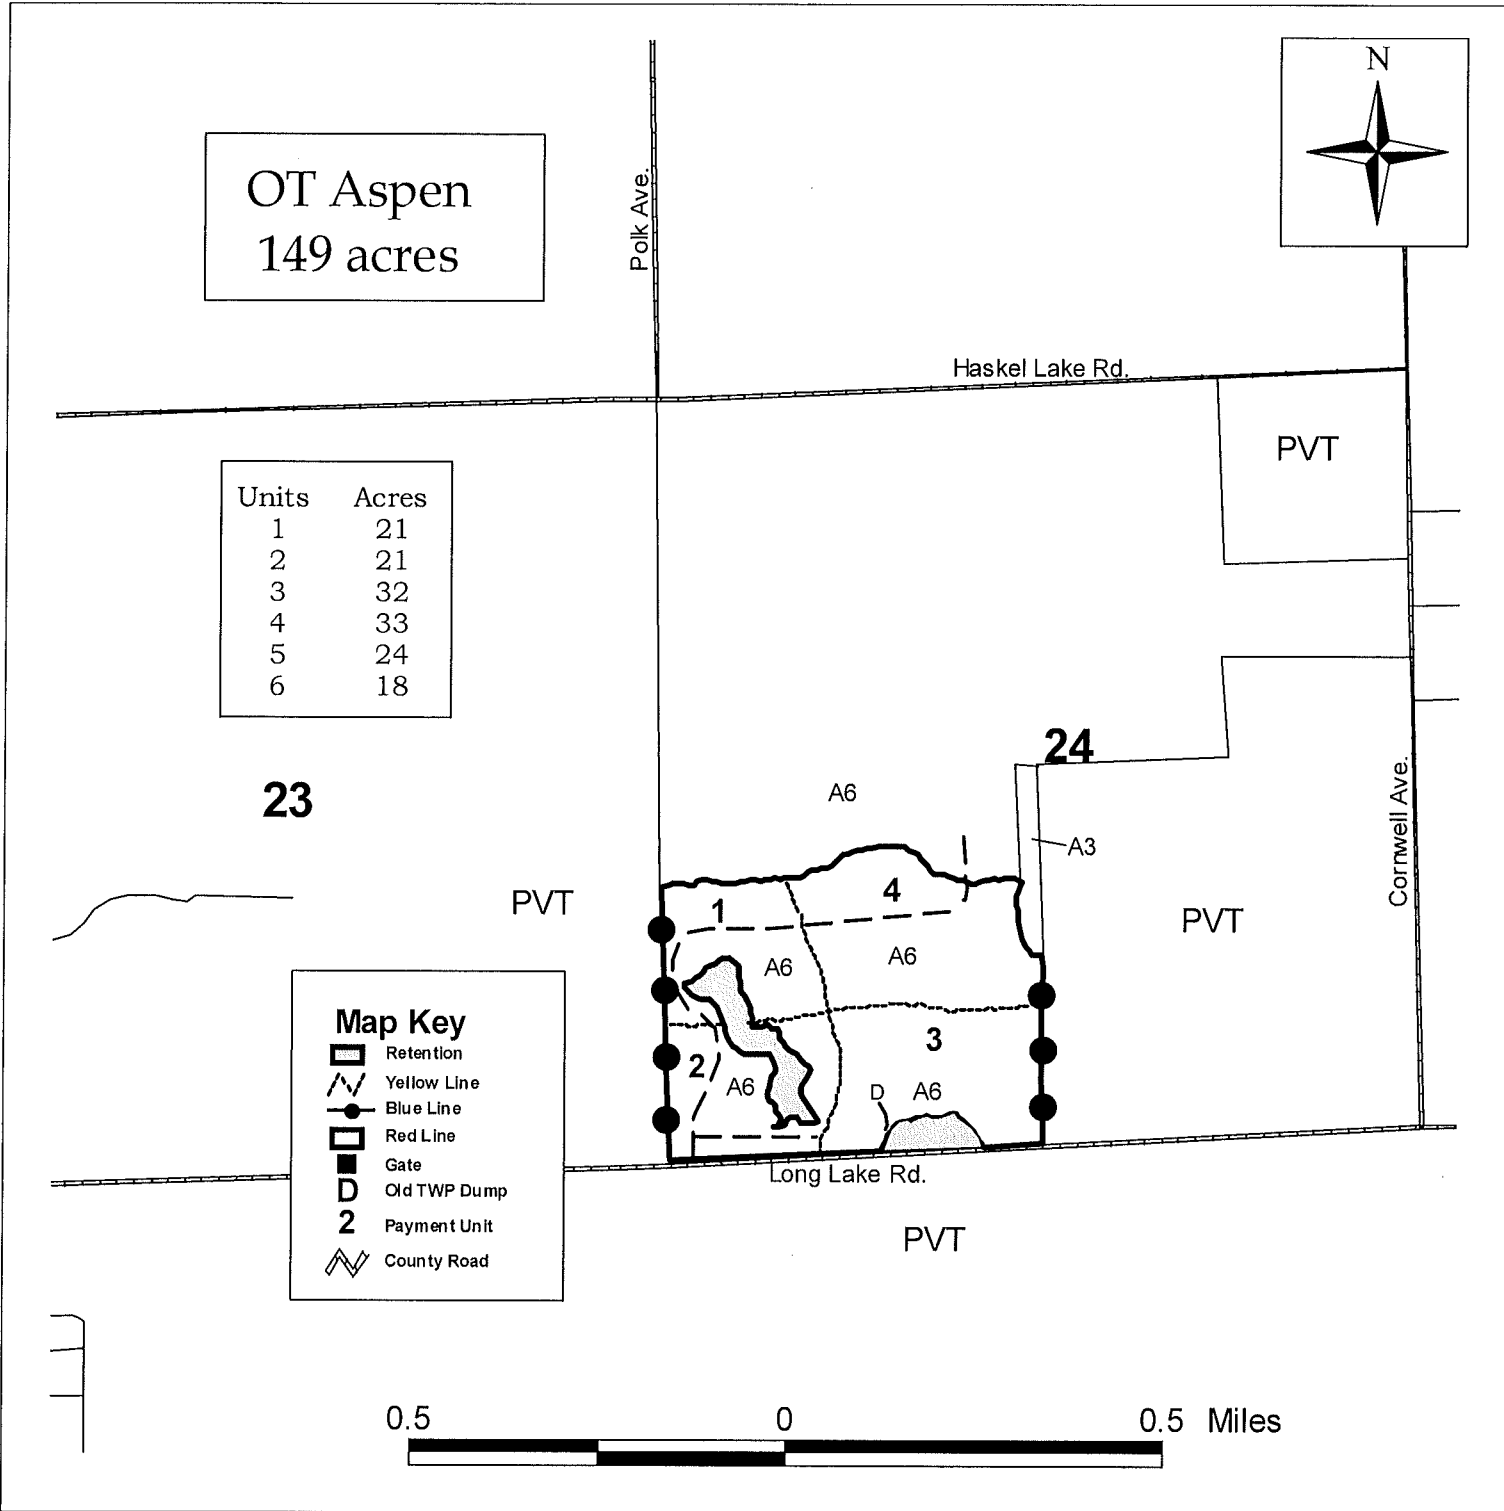 N
OT Aspen
149 acres
Polk Ave.
Haskel Lake Rd.
PVT
Units Acres
1 21
2 21
3 32
4 33
5 24
6 18
24
23
A6
A3
Cornwell Ave.
PVT
PVT
4
1
A6
A6
3
2
A6
D
A6
Map Key
Retention
Yellow Line
Blue Line
Red Line
Gate
D Old TWP Dump
2 Payment Unit
County Road
Long Lake Rd.
PVT
0.5 0 0.5 Miles